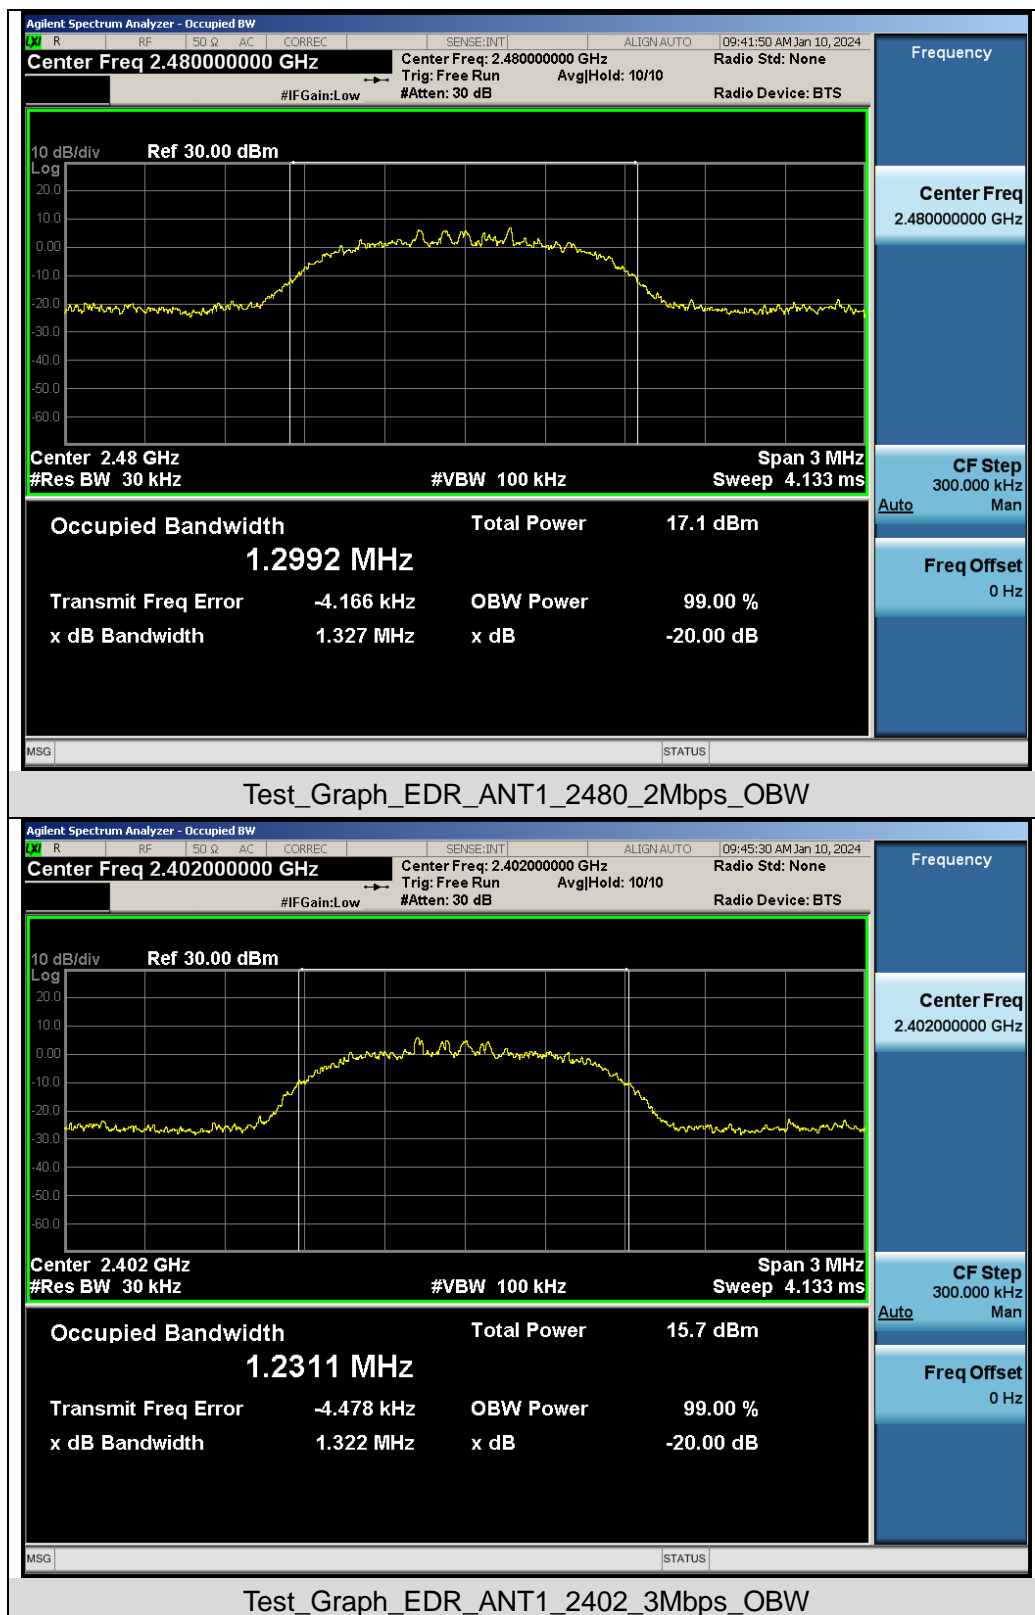 Agilent Spectrum Analyzer - Occupied BW
LXI R RF 50 Ω AC CORREC SENSE:INT ALIGN AUTO 09:41:50 AM Jan 10, 2024
Center Freq 2.480000000 GHz Center Freq: 2.480000000 GHz Radio Std: None Frequency
Trig: Free Run Avg|Hold: 10/10
#IFGain:Low #Atten: 30 dB Radio Device: BTS
10 dB/div Ref 30.00 dBm
Log
20.0
10.0
0.00
-10.0
-20.0
-30.0
-40.0
-50.0
-60.0
Center Freq
2.480000000 GHz
Center 2.48 GHz Span 3 MHz
#Res BW 30 kHz #VBW 100 kHz Sweep 4.133 ms
CF Step
300.000 kHz
Auto Man
Occupied Bandwidth Total Power 17.1 dBm
1.2992 MHz
Freq Offset
0 Hz
Transmit Freq Error -4.166 kHz OBW Power 99.00 %
x dB Bandwidth 1.327 MHz x dB -20.00 dB
MSG STATUS
Test_Graph_EDR_ANT1_2480_2Mbps_OBW
Agilent Spectrum Analyzer - Occupied BW
LXI R RF 50 Ω AC CORREC SENSE:INT ALIGN AUTO 09:45:30 AM Jan 10, 2024
Center Freq 2.402000000 GHz Center Freq: 2.402000000 GHz Radio Std: None Frequency
Trig: Free Run Avg|Hold: 10/10
#IFGain:Low #Atten: 30 dB Radio Device: BTS
10 dB/div Ref 30.00 dBm
Log
20.0
10.0
0.00
-10.0
-20.0
-30.0
-40.0
-50.0
-60.0
Center Freq
2.402000000 GHz
Center 2.402 GHz Span 3 MHz
#Res BW 30 kHz #VBW 100 kHz Sweep 4.133 ms
CF Step
300.000 kHz
Auto Man
Occupied Bandwidth Total Power 15.7 dBm
1.2311 MHz
Freq Offset
0 Hz
Transmit Freq Error -4.478 kHz OBW Power 99.00 %
x dB Bandwidth 1.322 MHz x dB -20.00 dB
MSG STATUS
Test_Graph_EDR_ANT1_2402_3Mbps_OBW